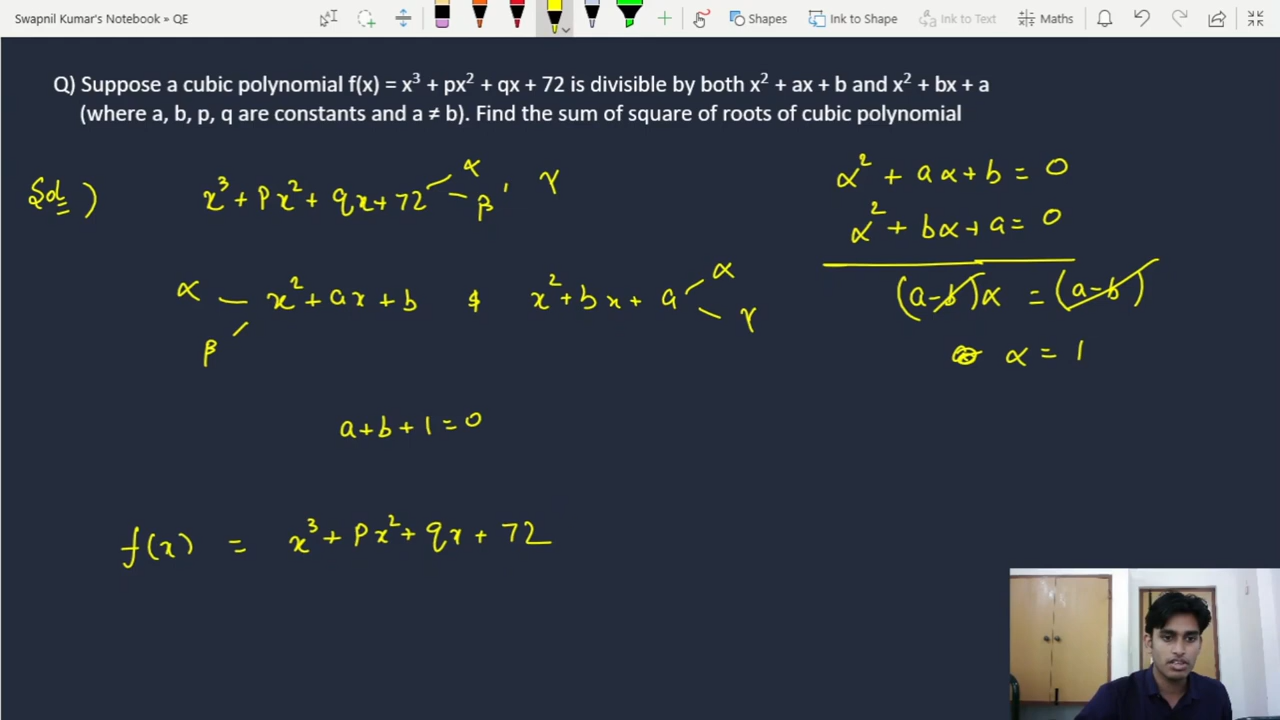 Swapnil Kumar's Notebook » QE
Shapes
Ink to Shape
Ink to Text
Maths
Q) Suppose a cubic polynomial f(x) = x³ + px² + qx + 72 is divisible by both x² + ax + b and x² + bx + a
(where a, b, p, q are constants and a ≠ b). Find the sum of square of roots of cubic polynomial
Sol )
x³ + px² + qx + 72 α β, γ
α β x² + ax + b & x² + bx + a α γ
a + b + 1 = 0
f(x) = x³ + px² + qx + 72
α² + aα + b = 0
α² + bα + a = 0
(a-b)α = (a-b)
α = 1